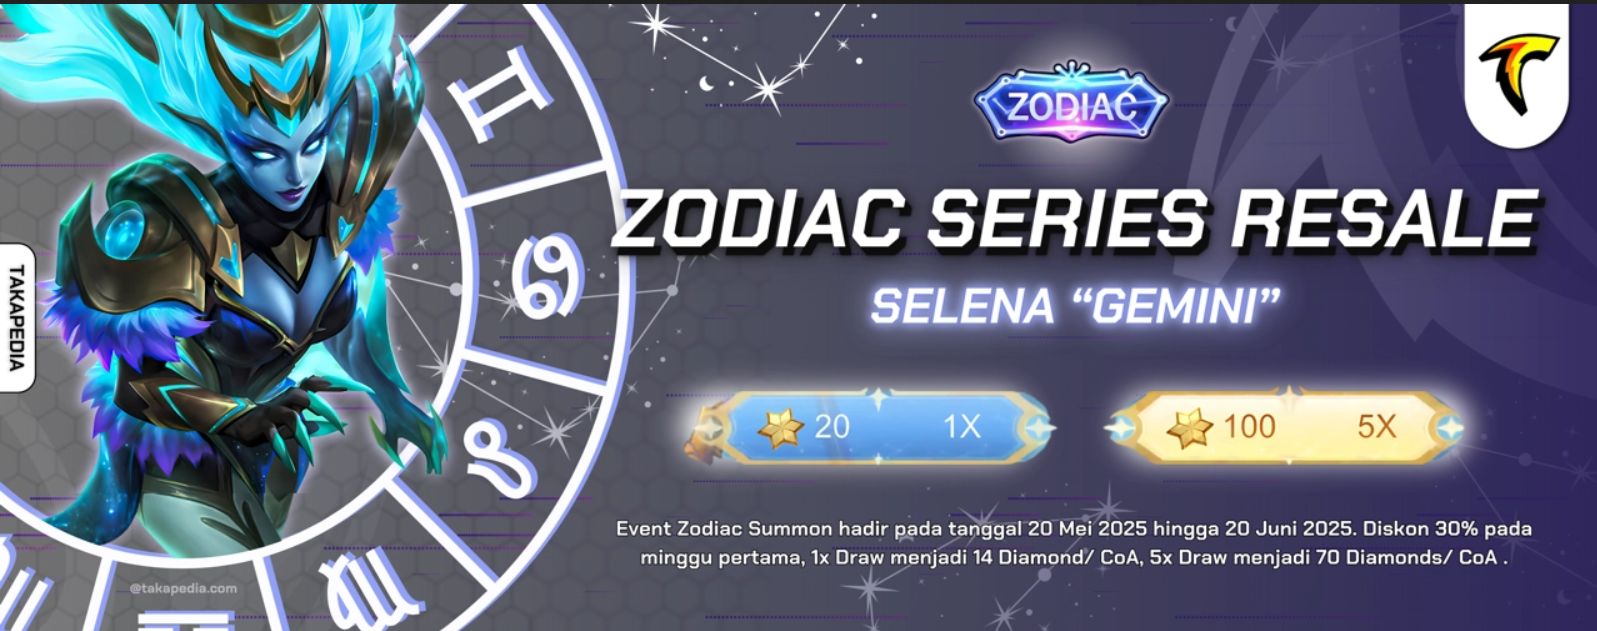 ZODIAC
ZODIAC SERIES RESALE
SELENA “GEMINI”
20 1X
100 5X
Event Zodiac Summon hadir pada tanggal 20 Mei 2025 hingga 20 Juni 2025. Diskon 30% pada
minggu pertama, 1x Draw menjadi 14 Diamond/ CoA, 5x Draw menjadi 70 Diamonds/ CoA .
TAKAPEDIA
@takapedia.com